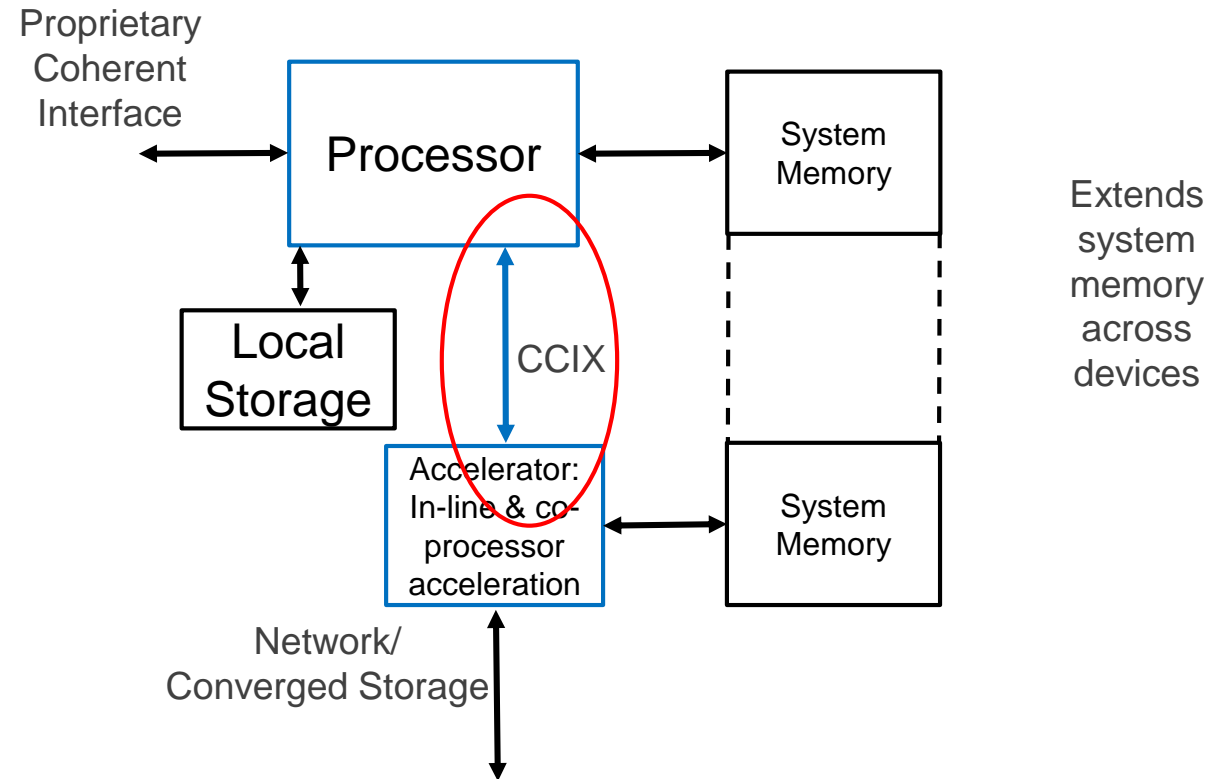 Proprietary
Coherent
Interface
Processor
System
Memory
Extends
system
memory
across
devices
Local
Storage
CCIX
Accelerator:
In-line & co-
processor
acceleration
System
Memory
Network/
Converged Storage